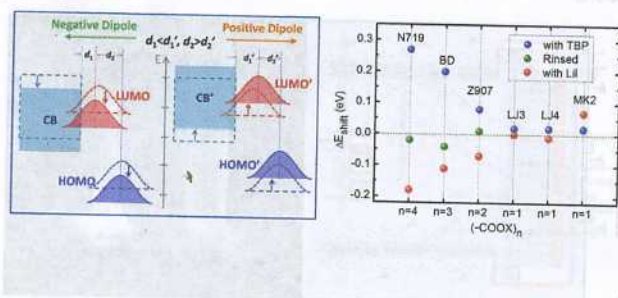 Negative Dipole
Positive Dipole
d₁<d₁′, d₂>d₂′
d₁
d₂
d₁′
d₂′
E
LUMO
LUMO′
CB
CB′
HOMO
HOMO′
ΔE_shift (eV)
0.3
0.2
0.1
0.0
-0.1
-0.2
N719
BD
Z907
LJ3
LJ4
MK2
with TBP
Rinsed
with LiI
n=4
n=3
n=2
n=1
n=1
n=1
(-COOX)ₙ